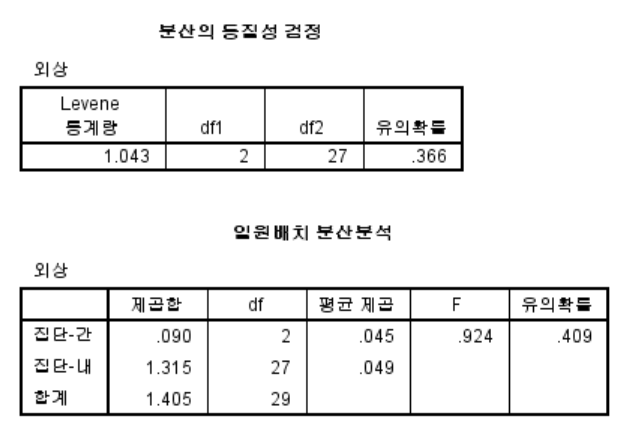 분산의 동질성 검정
외상
Levene
통계량 df1 df2 유의확률
1.043 2 27 .366
일원배치 분산분석
외상
제곱합 df 평균 제곱 F 유의확률
집단-간 .090 2 .045 .924 .409
집단-내 1.315 27 .049
합계 1.405 29